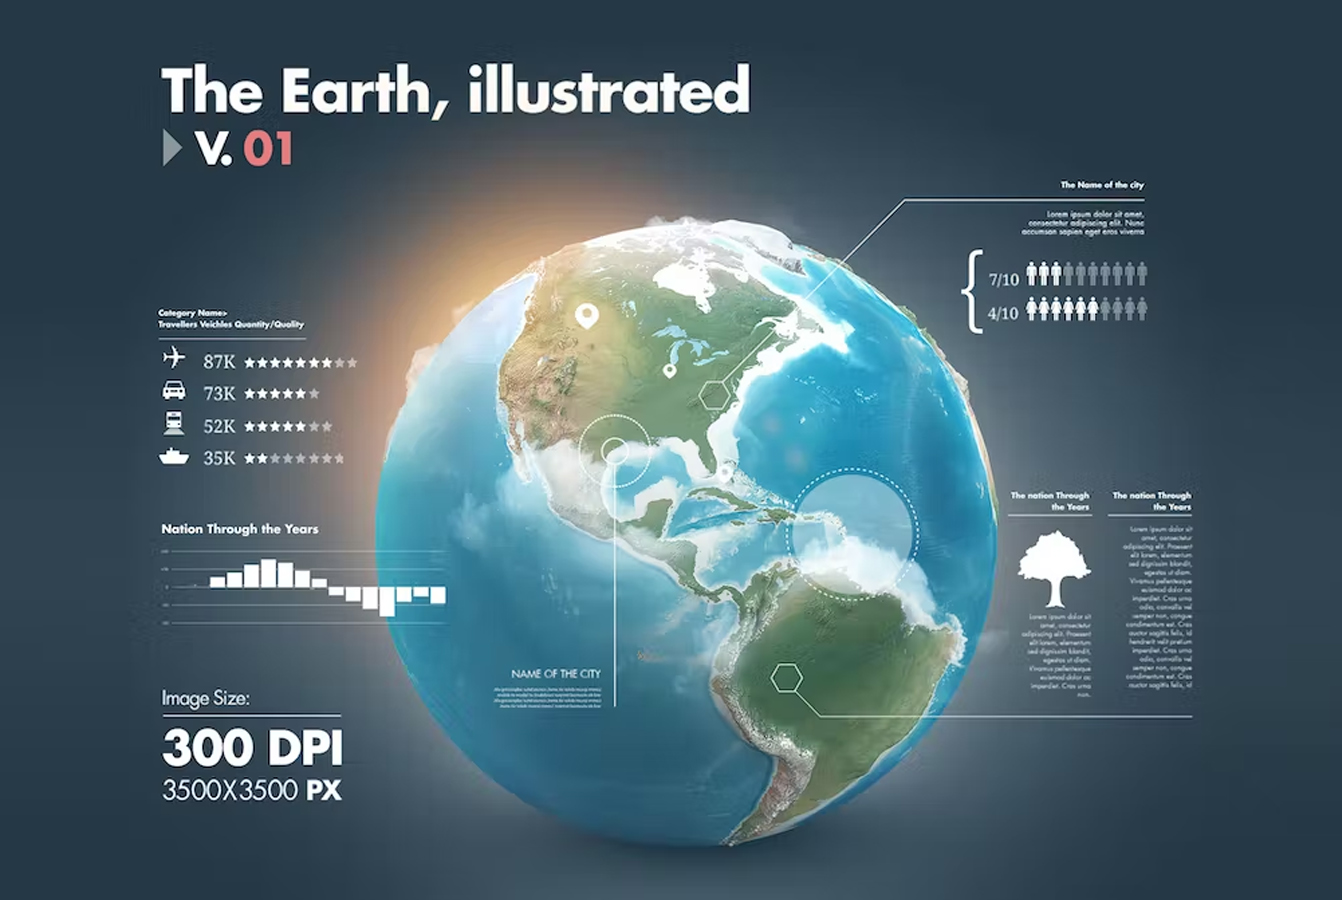 The Earth, illustrated
V. 01
The Name of the city
Lorem ipsum dolor sit amet,
consectetur adipiscing elit. Nunc
accumsan sapien eget eros viverra
7/10
4/10
Category Name>
Travellers Veichles Quantity/Quality
87K
73K
52K
35K
Nation Through the Years
Image Size:
300 DPI
3500X3500 PX
NAME OF THE CITY
The nation Through
the Years
Lorem ipsum dolor sit
amet, consectetur
adipiscing elit. Praesent
elit lorem, elementum
sed dignissim blandit,
egestas ut diam.
Vivamus pellentesque
euismod dolor ac
imperdiet. Cras urna
non.
The nation Through
the Years
Lorem ipsum dolor sit
amet, consectetur
adipiscing elit. Praesent
elit lorem, elementum
sed dignissim blandit,
egestas ut diam.
Vivamus pellentesque
euismod dolor ac
imperdiet. Cras urna
odio, convallis vel
semper non, congue
condimentum est. Cras
auctor sagittis felis, id
hendrerit velit pretium
imperdiet. Cras urna
odio, convallis vel
semper non, congue
condimentum est. Cras
auctor sagittis felis, id